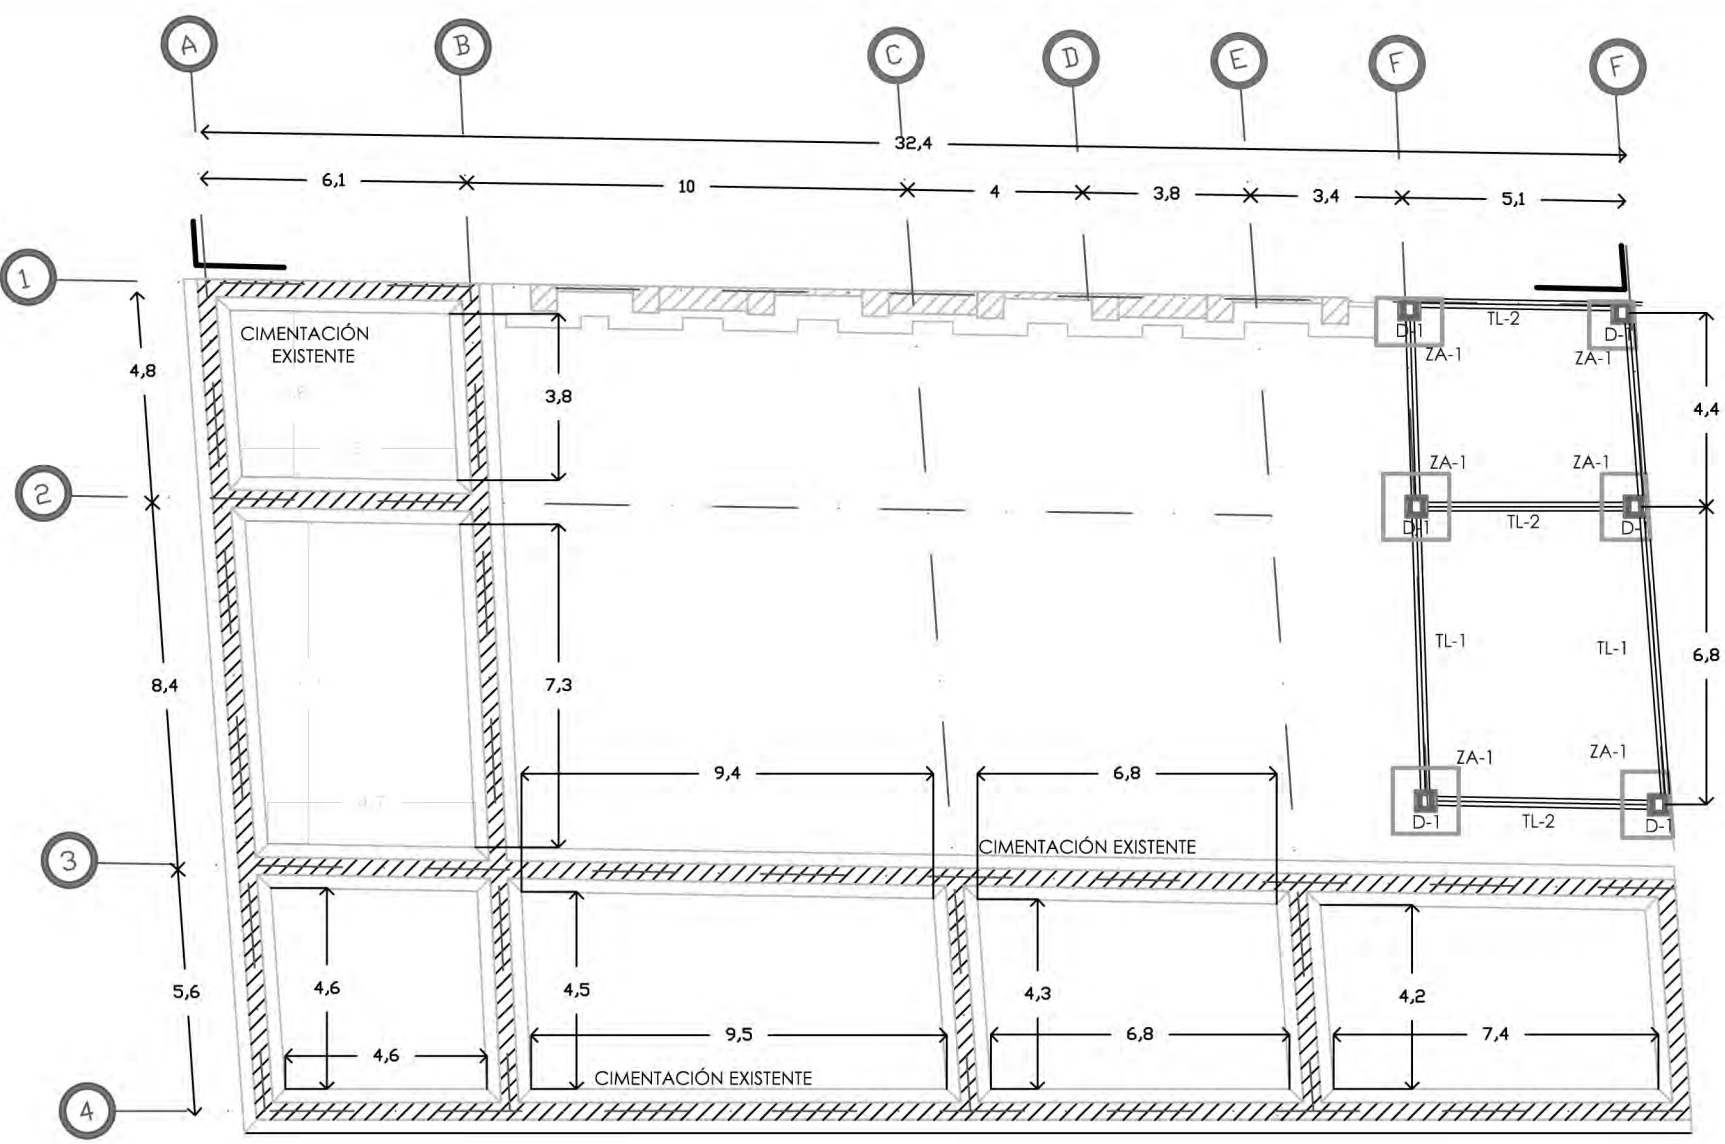 A
B
C
D
E
F
F
32,4
6,1
10
4
3,8
3,4
5,1
1
CIMENTACIÓN
EXISTENTE
D-1
TL-2
D-1
ZA-1
ZA-1
4,8
3,8
4,4
2
ZA-1
ZA-1
D-1
TL-2
D-1
8,4
7,3
TL-1
TL-1
6,8
ZA-1
ZA-1
9,4
6,8
4,7
D-1
TL-2
D-1
3
CIMENTACIÓN EXISTENTE
5,6
4,6
4,5
4,3
4,2
4,6
9,5
6,8
7,4
CIMENTACIÓN EXISTENTE
4